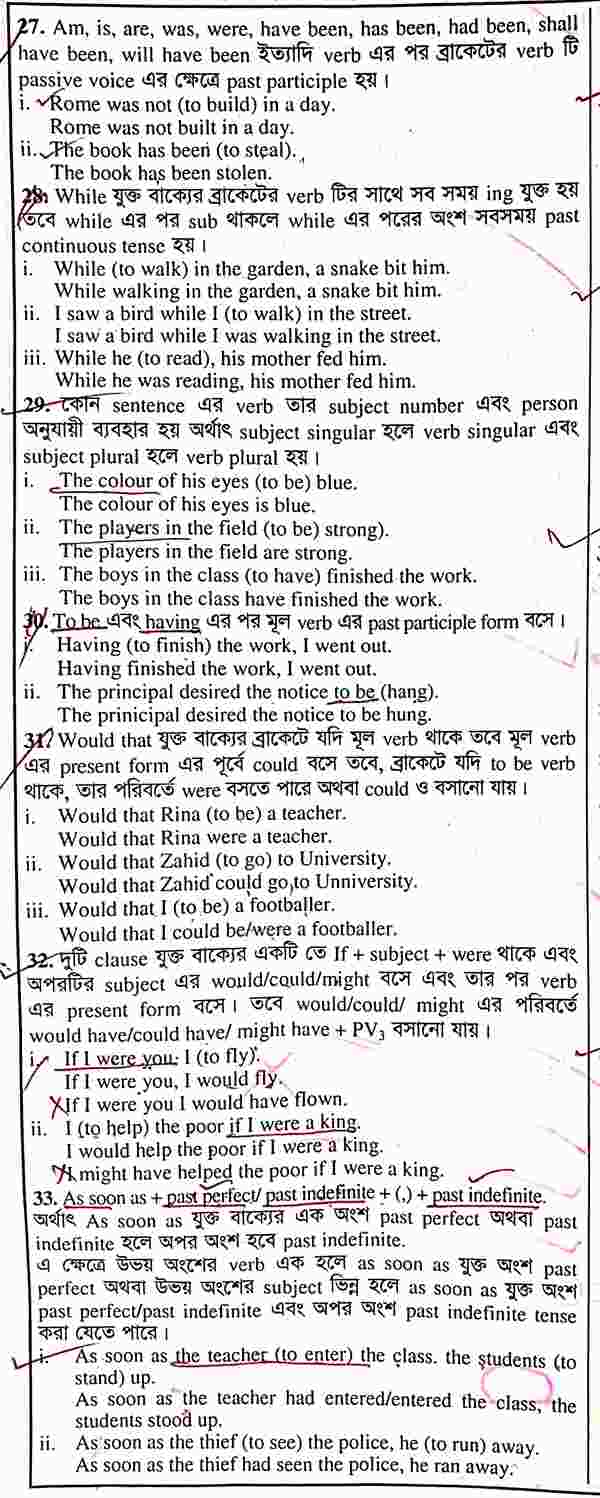 27. Am, is, are, was, were, have been, has been, had been, shall
have been, will have been ইত্যাদি verb এর পর ব্রাকেটের verb টি
passive voice এর ক্ষেত্রে past participle হয়।
i. Rome was not (to build) in a day.
Rome was not built in a day.
ii. The book has been (to steal).
The book has been stolen.
28. While যুক্ত বাক্যের ব্রাকেটের verb টির সাথে সব সময় ing যুক্ত হয়
তবে while এর পর sub থাকলে while এর পরের অংশ সবসময় past
continuous tense হয়।
i. While (to walk) in the garden, a snake bit him.
While walking in the garden, a snake bit him.
ii. I saw a bird while I (to walk) in the street.
I saw a bird while I was walking in the street.
iii. While he (to read), his mother fed him.
While he was reading, his mother fed him.
29. কোন sentence এর verb তার subject number এবং person
অনুযায়ী ব্যবহার হয় অর্থাৎ subject singular হলে verb singular এবং
subject plural হলে verb plural হয়।
i. The colour of his eyes (to be) blue.
The colour of his eyes is blue.
ii. The players in the field (to be) strong).
The players in the field are strong.
iii. The boys in the class (to have) finished the work.
The boys in the class have finished the work.
30. To be এবং having এর পর মূল verb এর past participle form বসে।
i. Having (to finish) the work, I went out.
Having finished the work, I went out.
ii. The principal desired the notice to be (hang).
The prinicipal desired the notice to be hung.
31. Would that যুক্ত বাক্যের ব্রাকেটে যদি মূল verb থাকে তবে মূল verb
এর present form এর পূর্বে could বসে তবে, ব্রাকেটে যদি to be verb
থাকে, তার পরিবর্তে were বসতে পারে অথবা could ও বসানো যায়।
i. Would that Rina (to be) a teacher.
Would that Rina were a teacher.
ii. Would that Zahid (to go) to University.
Would that Zahid could go to Unniversity.
iii. Would that I (to be) a footballer.
Would that I could be/were a footballer.
32. দুটি clause যুক্ত বাক্যের একটি তে If + subject + were থাকে এবং
অপরটির subject এর would/could/might বসে এবং তার পর verb
এর present form বসে। তবে would/could/ might এর পরিবর্তে
would have/could have/ might have + PV₃ বসানো যায়।
i. If I were you, I (to fly).
If I were you, I would fly.
If I were you I would have flown.
ii. I (to help) the poor if I were a king.
I would help the poor if I were a king.
I might have helped the poor if I were a king.
33. As soon as + past perfect/ past indefinite + (,) + past indefinite.
অর্থাৎ As soon as যুক্ত বাক্যের এক অংশ past perfect অথবা past
indefinite হলে অপর অংশ হবে past indefinite.
এ ক্ষেত্রে উভয় অংশের verb এক হলে as soon as যুক্ত অংশ past
perfect অথবা উভয় অংশের subject ভিন্ন হলে as soon as যুক্ত অংশ
past perfect/past indefinite এবং অপর অংশ past indefinite tense
করা যেতে পারে।
i. As soon as the teacher (to enter) the class. the students (to
stand) up.
As soon as the teacher had entered/entered the class, the
students stood up.
ii. As soon as the thief (to see) the police, he (to run) away.
As soon as the thief had seen the police, he ran away.